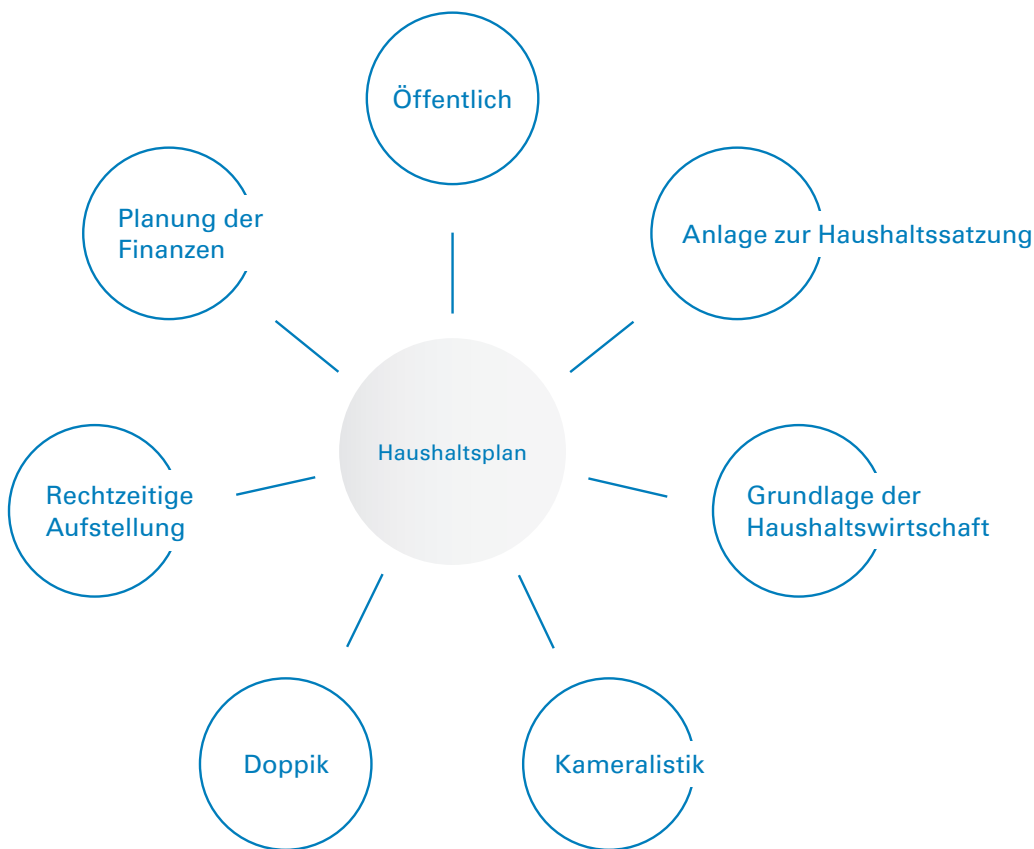 Öffentlich
Planung der
Finanzen
Anlage zur Haushaltssatzung
Haushaltsplan
Rechtzeitige
Aufstellung
Grundlage der
Haushaltswirtschaft
Doppik
Kameralistik